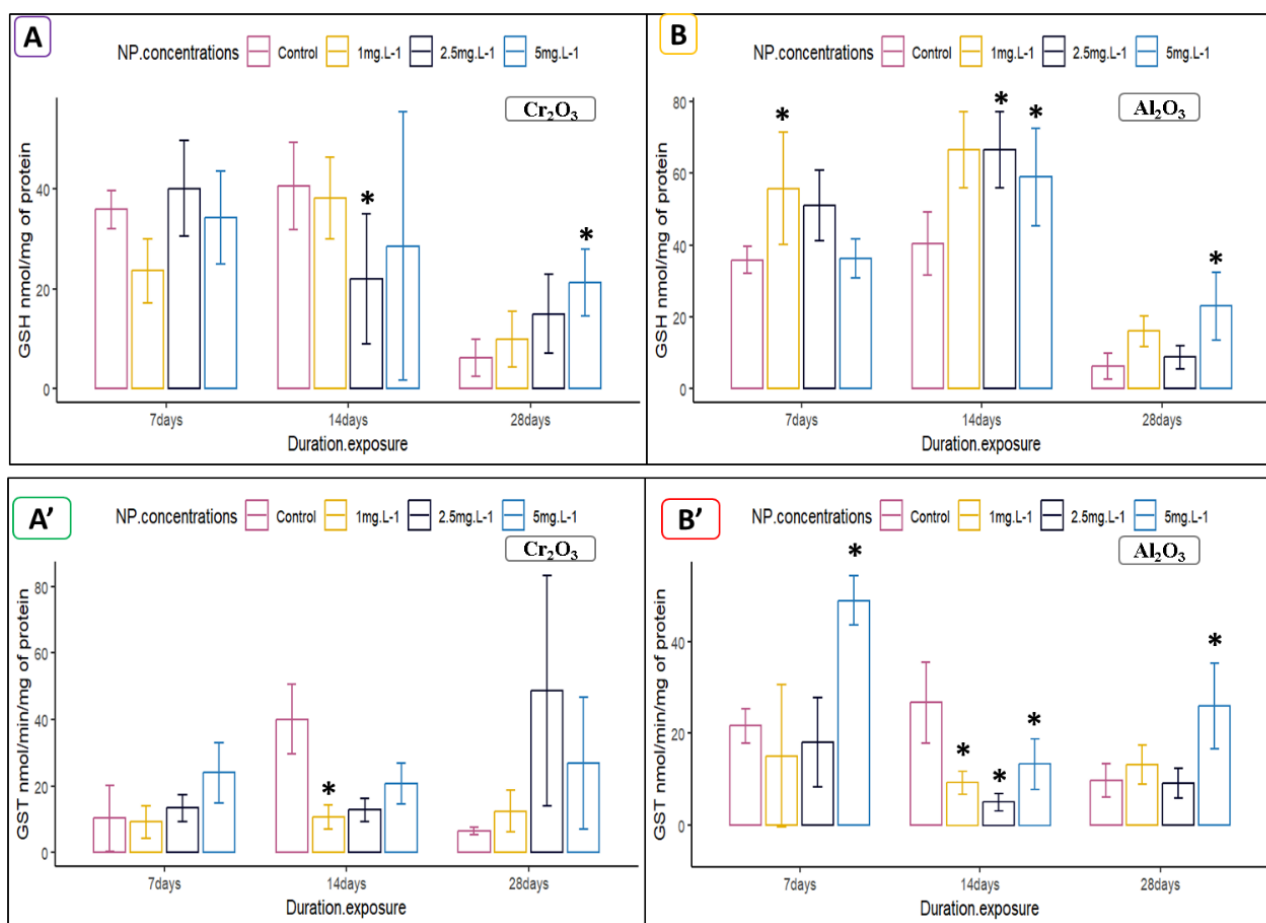 A
NP.concentrations Control 1mg.L-1 2.5mg.L-1 5mg.L-1
Cr₂O₃
GSH nmol/mg of protein
40
20
0
*
*
7days 14days 28days
Duration.exposure
B
NP.concentrations Control 1mg.L-1 2.5mg.L-1 5mg.L-1
Al₂O₃
GSH nmol/mg of protein
80
60
40
20
0
*
*
*
*
7days 14days 28days
Duration.exposure
A’
NP.concentrations Control 1mg.L-1 2.5mg.L-1 5mg.L-1
Cr₂O₃
GST nmol/min/mg of protein
80
60
40
20
0
*
7days 14days 28days
Duration.exposure
B’
NP.concentrations Control 1mg.L-1 2.5mg.L-1 5mg.L-1
Al₂O₃
GST nmol/min/mg of protein
40
20
0
*
*
*
*
*
7days 14days 28days
Duration.exposure